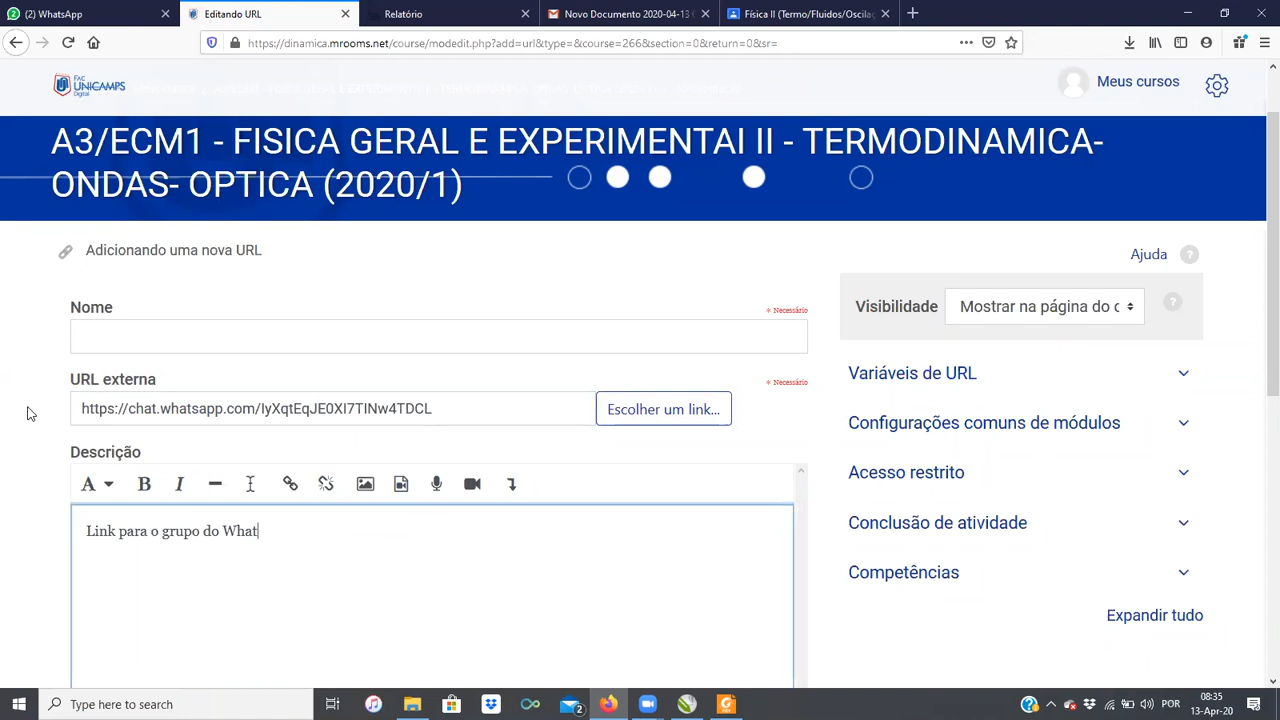 (2) WhatsApp
Editando URL
Relatório
Novo Documento 2020-04-13 0
Física II (Termo/Fluidos/Oscilaç
https://dinamica.mrooms.net/course/modedit.php?add=url&type=&course=266&section=0&return=0&sr=
FAC
UNICAMPS
Digital
Meus cursos
A3/ECM1 - FISICA GERAL E EXPERIMENTAI II - TERMODINAMICA-
ONDAS- OPTICA (2020/1)
Adicionando uma nova URL
Ajuda
Nome
* Necessário
Visibilidade
Mostrar na página do c
URL externa
* Necessário
https://chat.whatsapp.com/IyXqtEqJE0XI7TINw4TDCL
Escolher um link...
Descrição
A
B
I
Link para o grupo do What
Variáveis de URL
Configurações comuns de módulos
Acesso restrito
Conclusão de atividade
Competências
Expandir tudo
Type here to search
2
POR
08:35
13-Apr-20